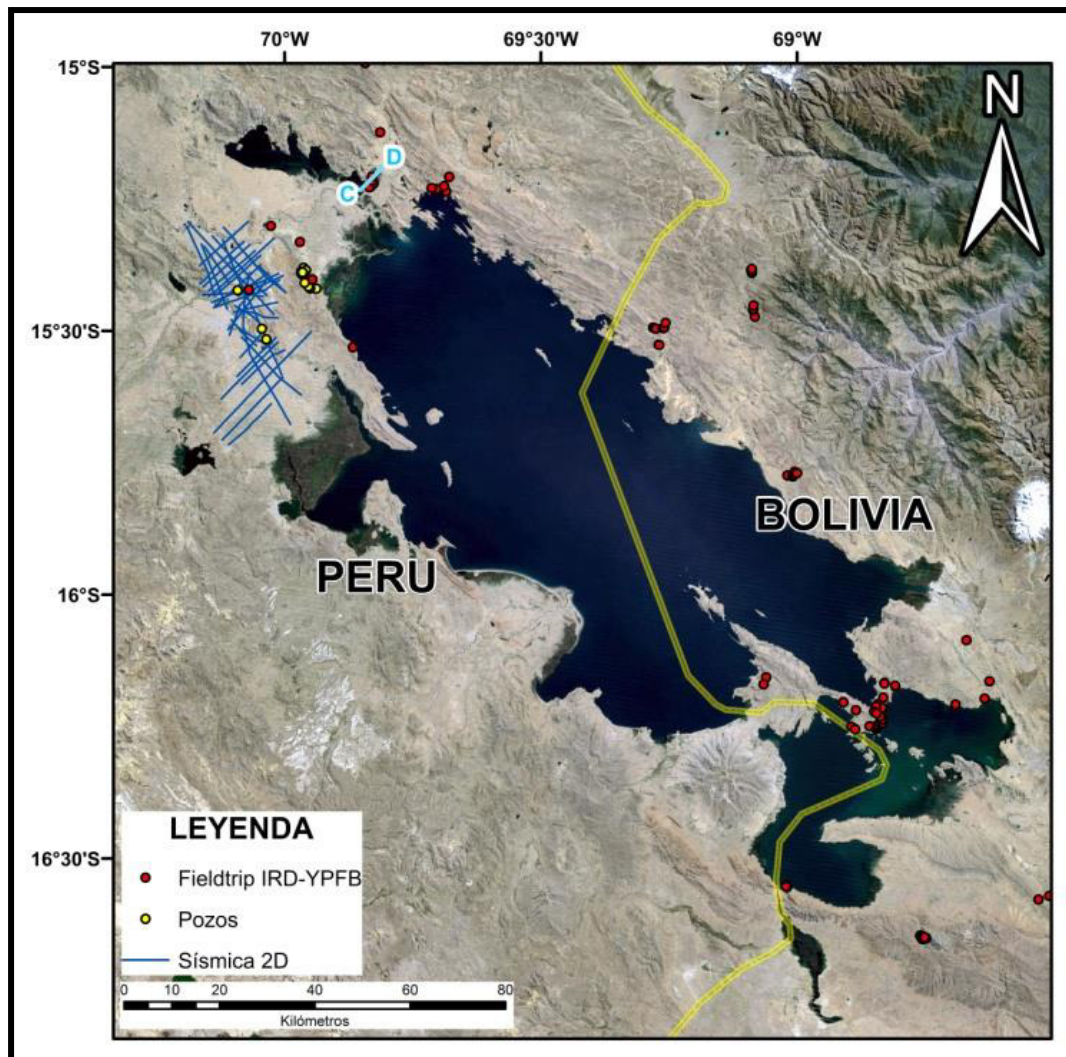 70°W 69°30'W 69°W
15°S
N
D
C
15°30'S
BOLIVIA
PERU
16°S
16°30'S
LEYENDA
Fieldtrip IRD-YPFB
Pozos
Sísmica 2D
0 10 20 40 60 80
Kilómetros